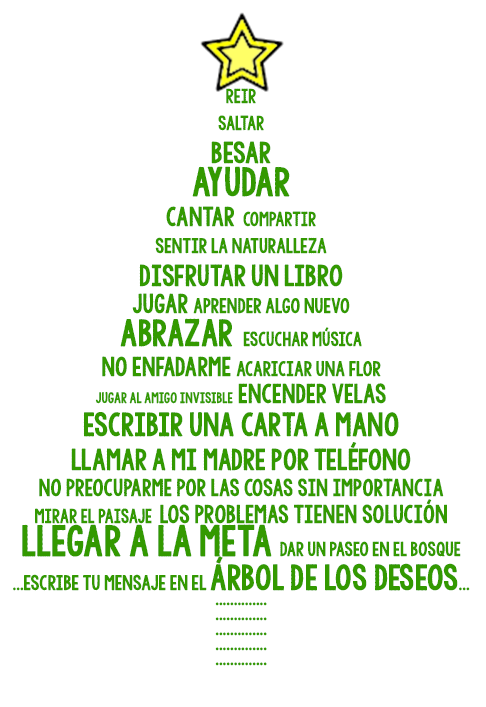 REIR
SALTAR
BESAR
AYUDAR
CANTAR COMPARTIR
SENTIR LA NATURALLEZA
DISFRUTAR UN LIBRO
JUGAR APRENDER ALGO NUEVO
ABRAZAR ESCUCHAR MÚSICA
NO ENFADARME ACARICIAR UNA FLOR
JUGAR AL AMIGO INVISIBLE ENCENDER VELAS
ESCRIBIR UNA CARTA A MANO
LLAMAR A MI MADRE POR TELÉFONO
NO PREOCUPARME POR LAS COSAS SIN IMPORTANCIA
MIRAR EL PAISAJE LOS PROBLEMAS TIENEN SOLUCIÓN
LLEGAR A LA META DAR UN PASEO EN EL BOSQUE
...ESCRIBE TU MENSAJE EN EL ÁRBOL DE LOS DESEOS...
..............
..............
..............
..............
..............